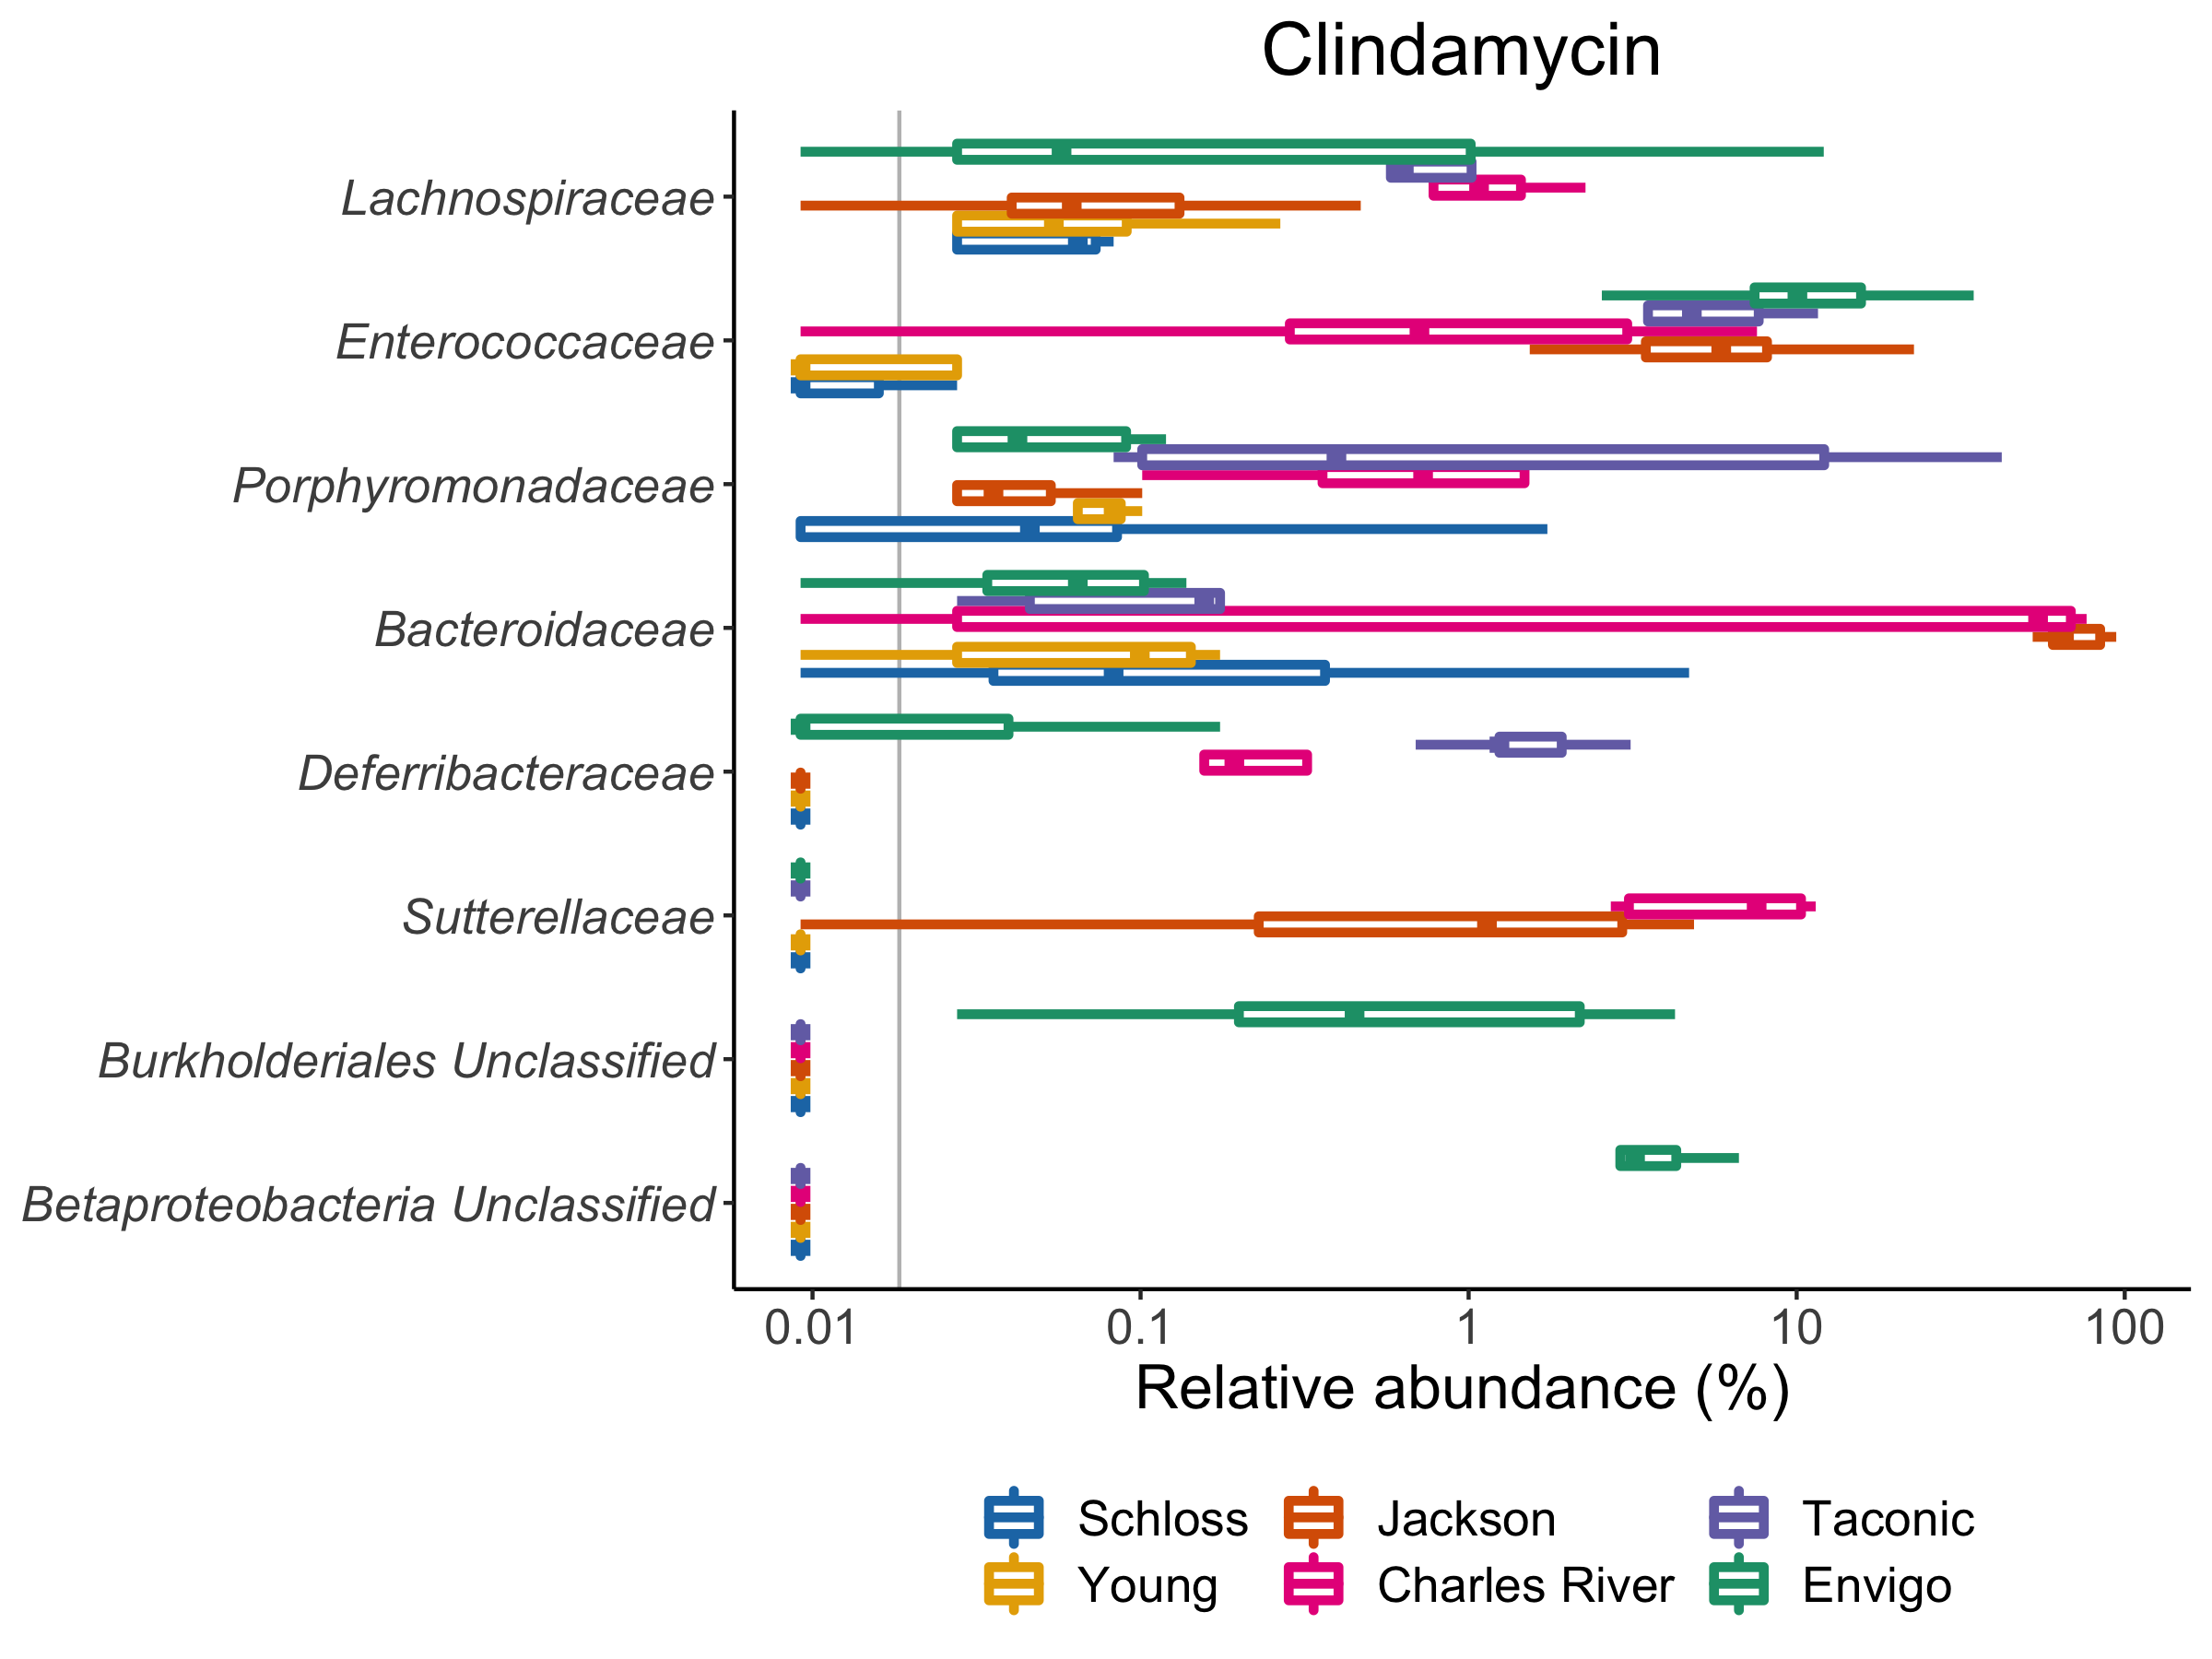 Clindamycin
Lachnospiraceae
Enterococcaceae
Porphyromonadaceae
Bacteroidaceae
Deferribacteraceae
Sutterellaceae
Burkholderiales Unclassified
Betaproteobacteria Unclassified
0.01 0.1 1 10 100
Relative abundance (%)
Schloss Jackson Taconic
Young Charles River Envigo